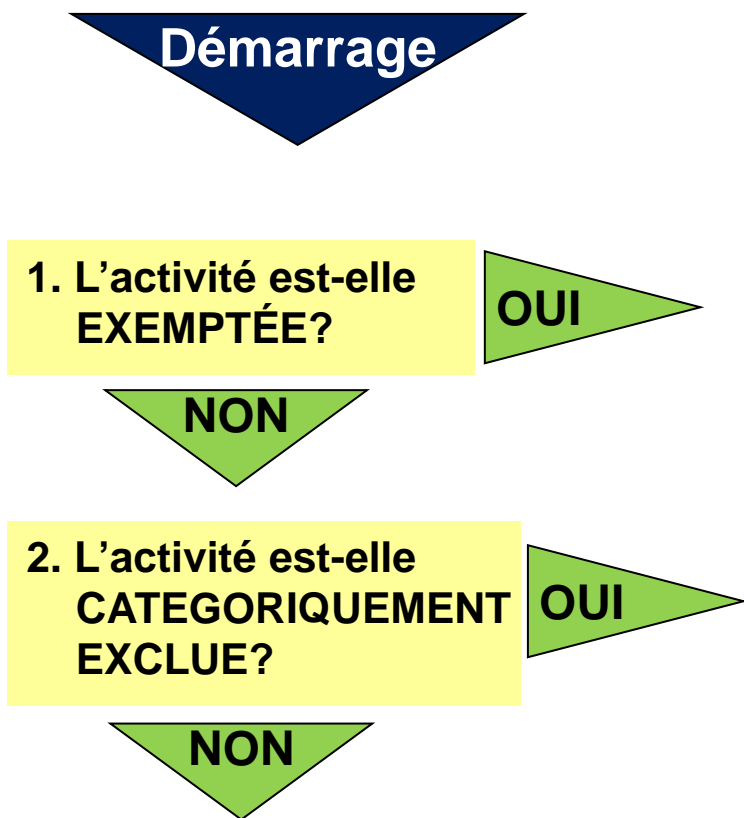 Démarrage
1. L’activité est-elle
EXEMPTÉE?
OUI
NON
2. L’activité est-elle
CATEGORIQUEMENT
EXCLUE?
OUI
NON